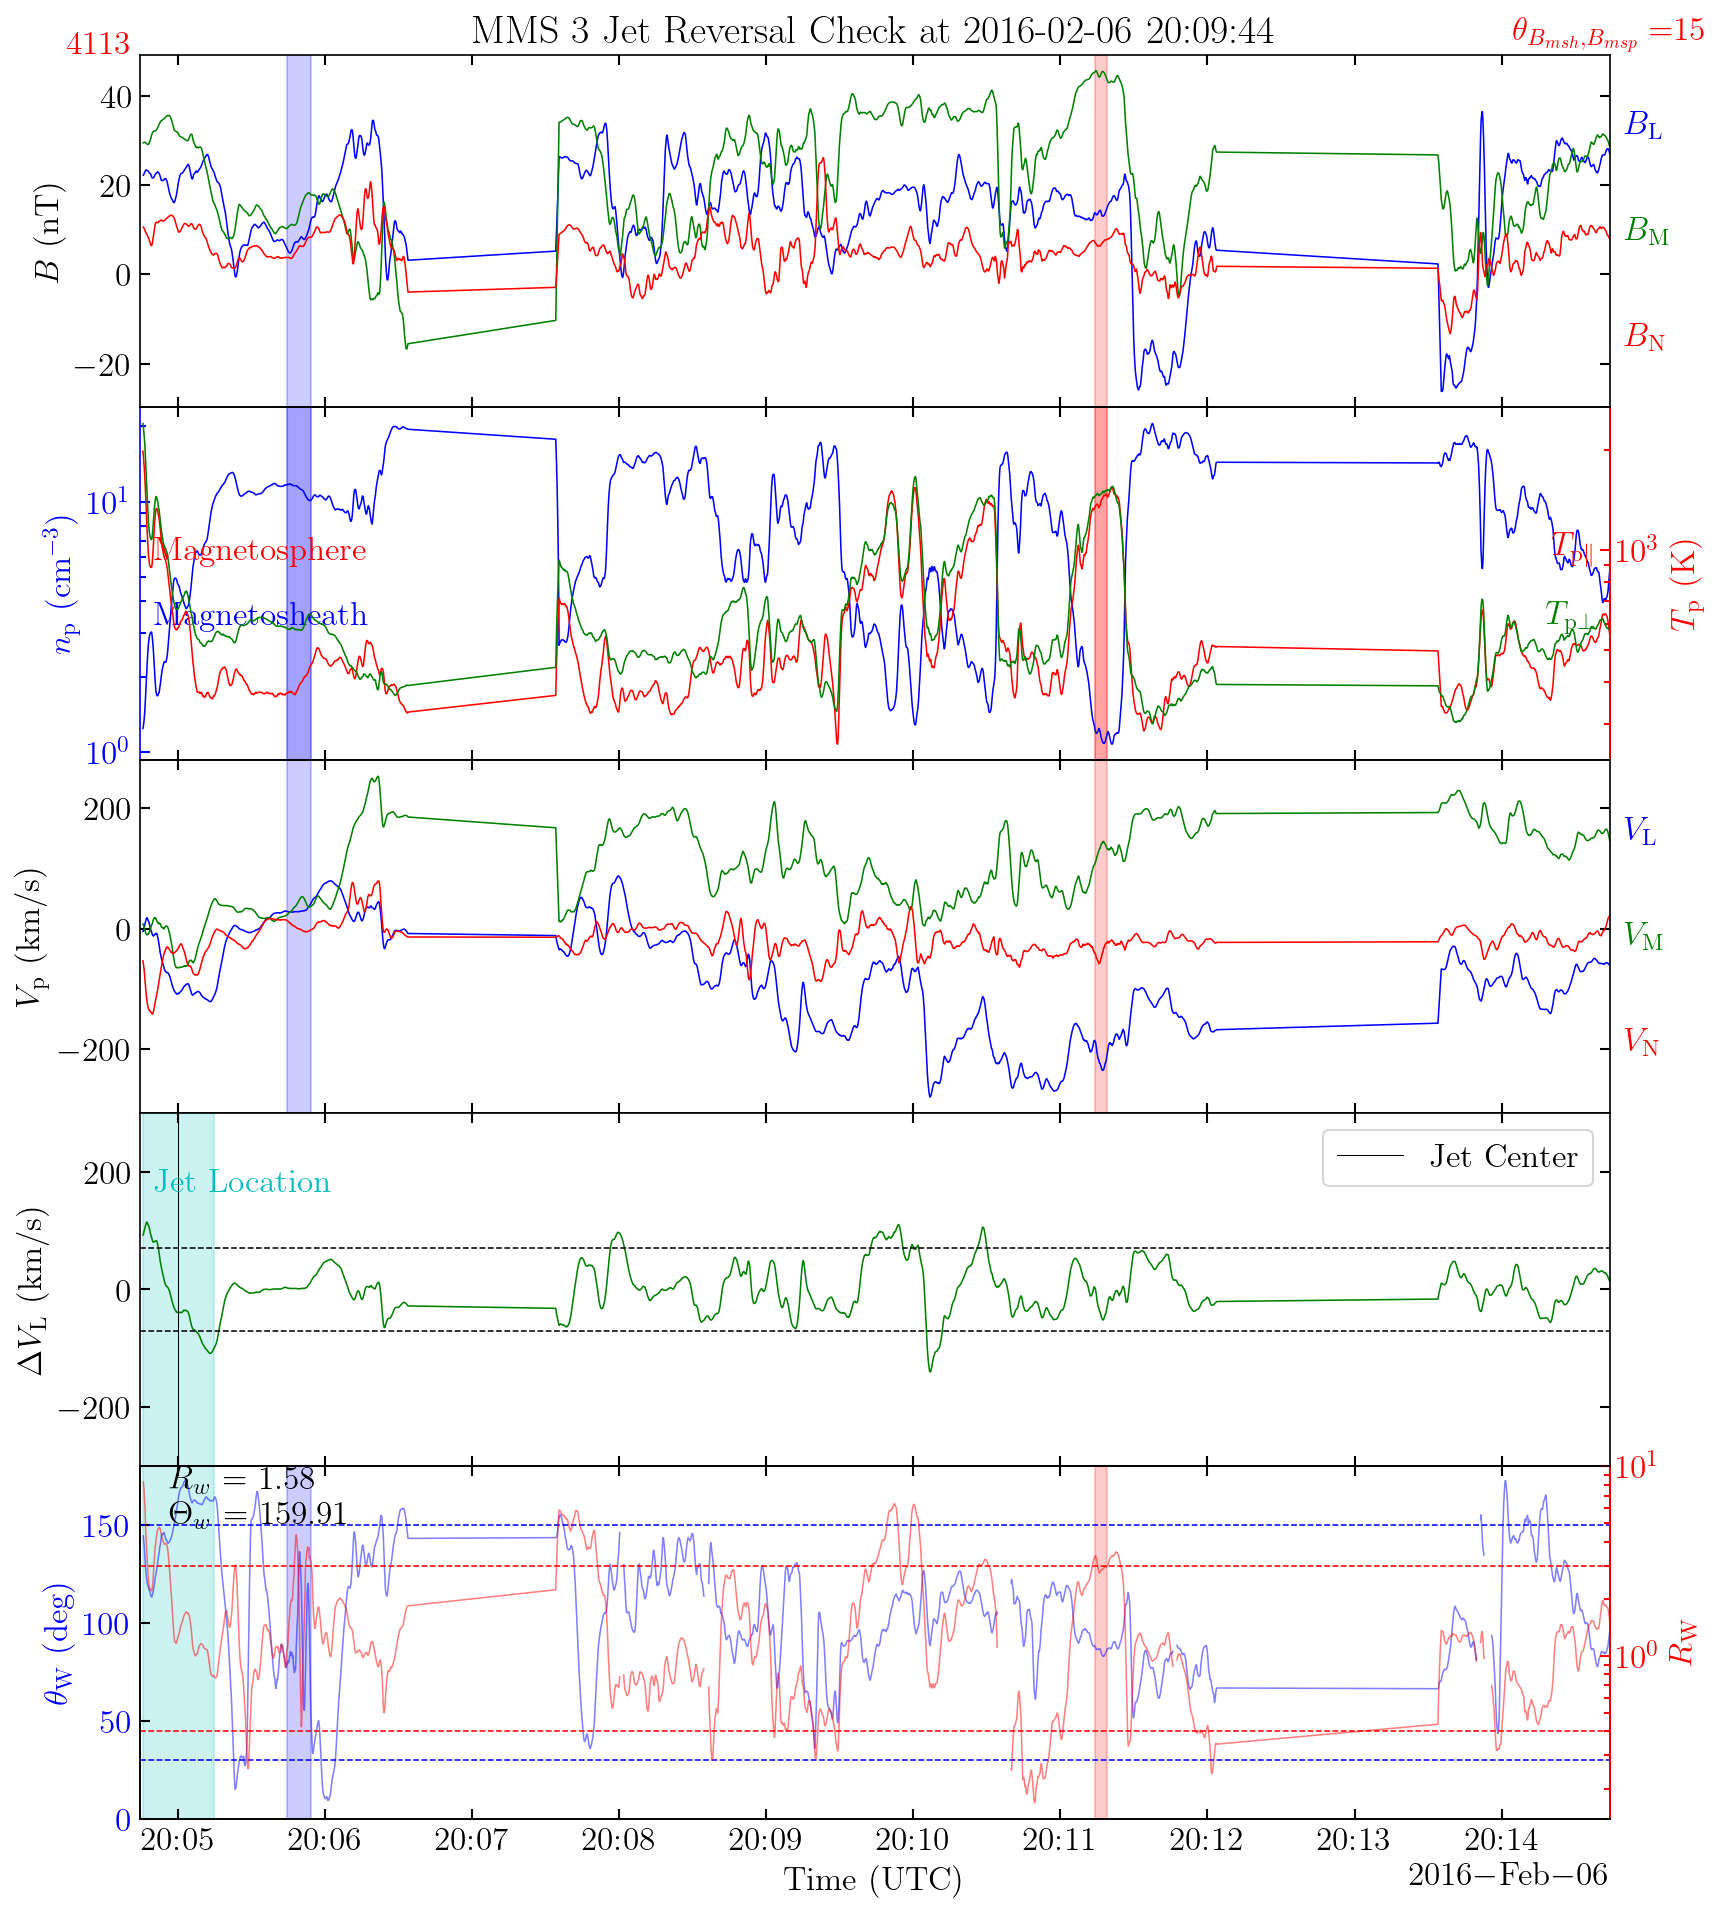 MMS 3 Jet Reversal Check at 2016-02-06 20:09:44
4113
θ_{B_{msh},B_{msp}} =15
B (nT)
40
20
0
−20
B_L
B_M
B_N
n_p (cm^{−3})
10^1
10^0
Magnetosphere
Magnetosheath
T_{p∥}
T_{p⊥}
10^3
T_p (K)
V_p (km/s)
200
0
−200
V_L
V_M
V_N
ΔV_L (km/s)
200
0
−200
Jet Location
Jet Center
R_w = 1.58
Θ_w = 159.91
θ_W (deg)
150
100
50
0
10^1
10^0
R_W
20:05 20:06 20:07 20:08 20:09 20:10 20:11 20:12 20:13 20:14
Time (UTC)
2016−Feb−06